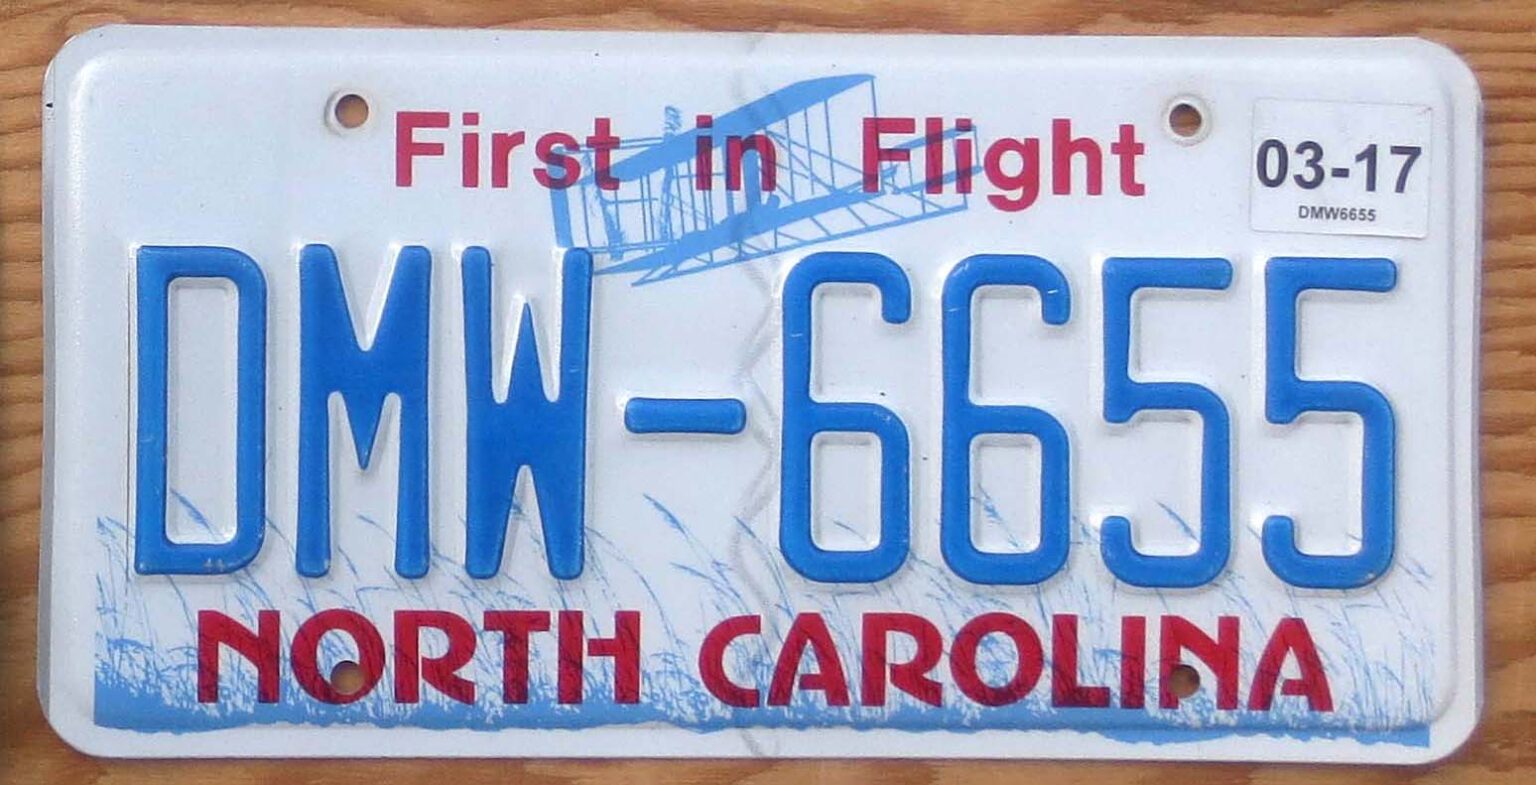 First in Flight
03-17
DMW6655
DMW-6655
NORTH CAROLINA